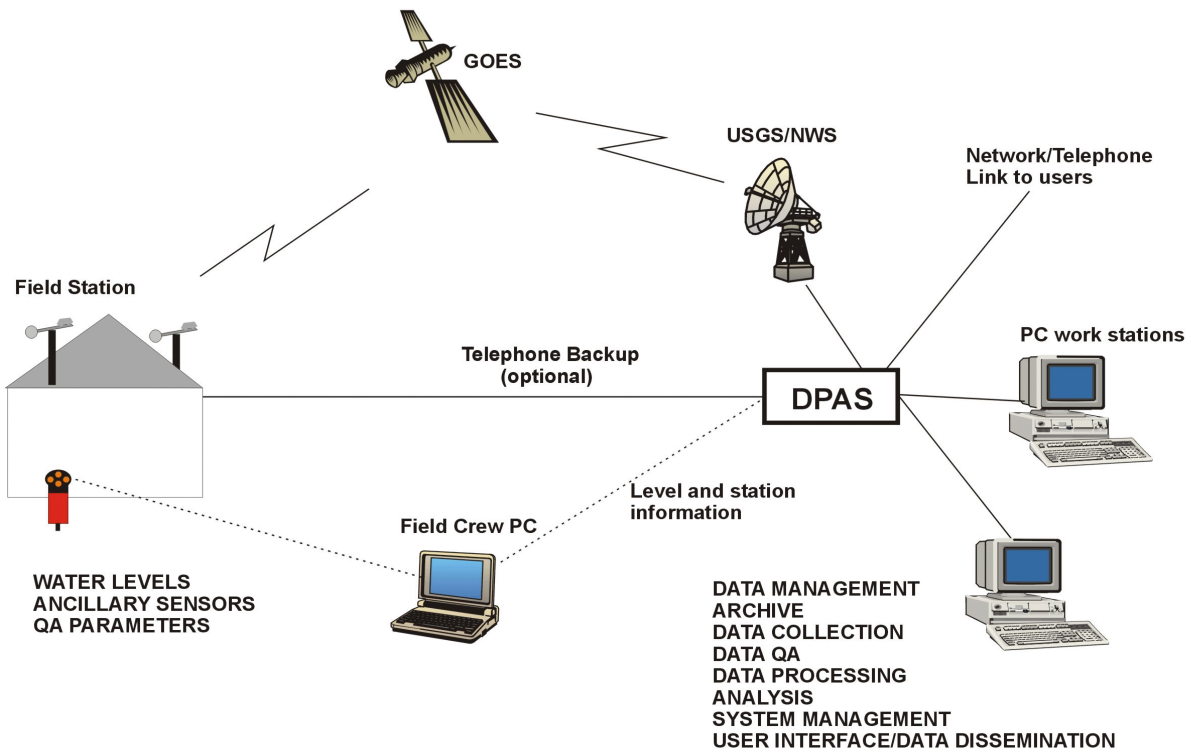 GOES
USGS/NWS
Network/Telephone
Link to users
Field Station
PC work stations
Telephone Backup
(optional)
DPAS
Level and station
information
Field Crew PC
WATER LEVELS
ANCILLARY SENSORS
QA PARAMETERS
DATA MANAGEMENT
ARCHIVE
DATA COLLECTION
DATA QA
DATA PROCESSING
ANALYSIS
SYSTEM MANAGEMENT
USER INTERFACE/DATA DISSEMINATION